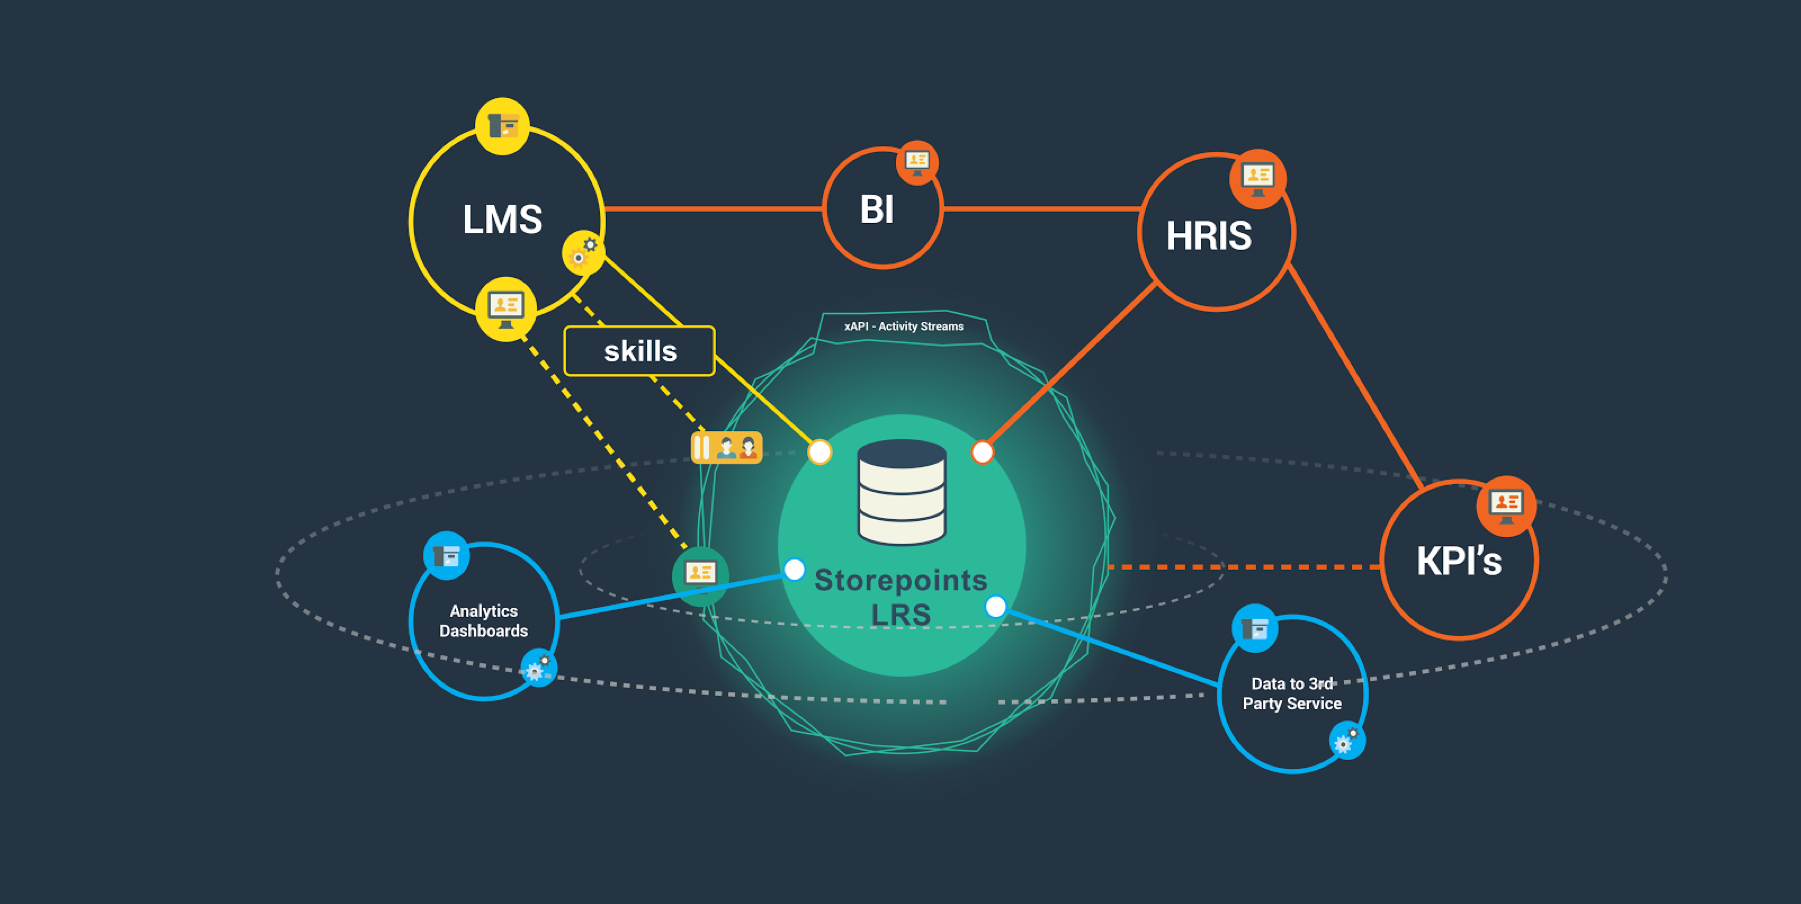 LMS
BI
HRIS
xAPI - Activity Streams
skills
KPI's
Storepoints
LRS
Analytics
Dashboards
Data to 3rd
Party Service